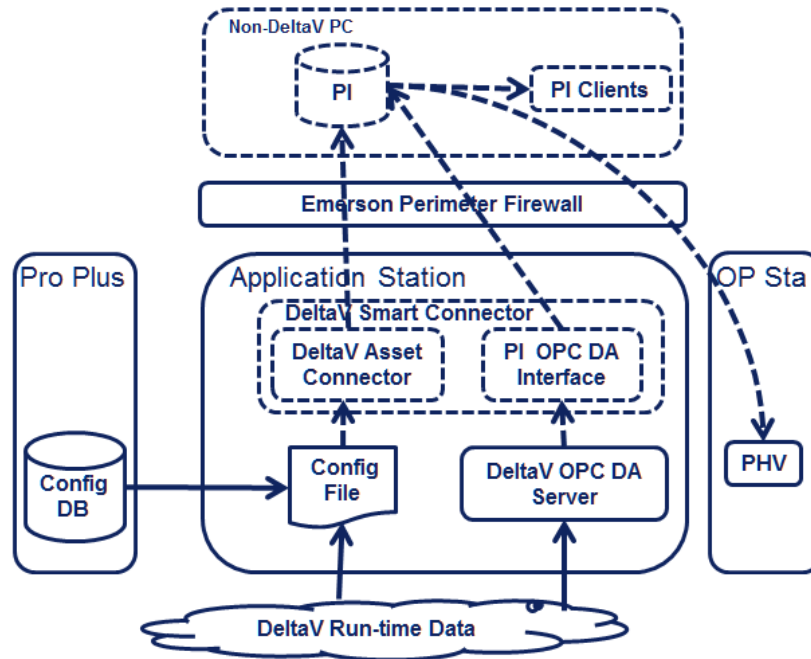 Non-DeltaV PC
PI
PI Clients
Emerson Perimeter Firewall
Pro Plus
Application Station
OP Sta
DeltaV Smart Connector
DeltaV Asset
Connector
PI OPC DA
Interface
Config
DB
Config
File
DeltaV OPC DA
Server
PHV
DeltaV Run-time Data